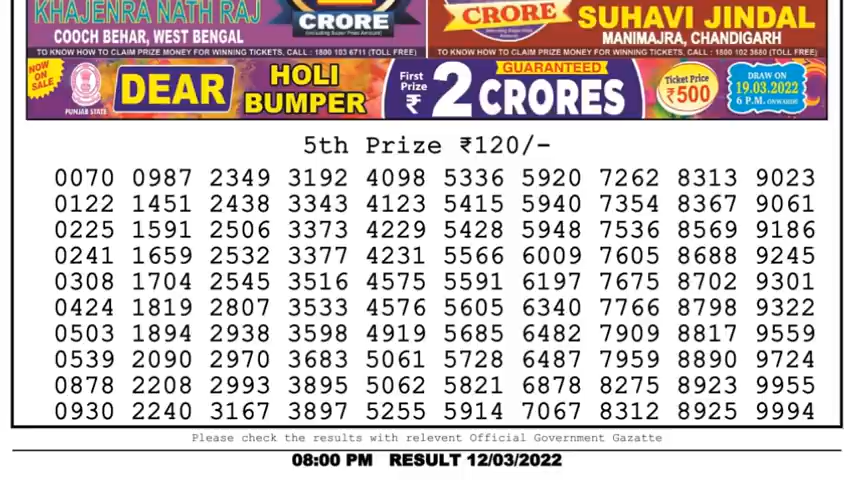 KHAJENRA NATH RAJ
COOCH BEHAR, WEST BENGAL
CRORE
(Including Super Prize Amount)
TO KNOW HOW TO CLAIM PRIZE MONEY FOR WINNING TICKETS, CALL : 1800 103 6711 (TOLL FREE)
CRORE
SUHAVI JINDAL
MANIMAJRA, CHANDIGARH
TO KNOW HOW TO CLAIM PRIZE MONEY FOR WINNING TICKETS, CALL : 1800 102 3680 (TOLL FREE)
NOW ON SALE
PUNJAB STATE
DEAR
HOLI
BUMPER
First
Prize
₹
2 CRORES
GUARANTEED
Ticket Price
₹500
DRAW ON
19.03.2022
6 P.M. ONWARDS
5th Prize ₹120/-
0070 0987 2349 3192 4098 5336 5920 7262 8313 9023
0122 1451 2438 3343 4123 5415 5940 7354 8367 9061
0225 1591 2506 3373 4229 5428 5948 7536 8569 9186
0241 1659 2532 3377 4231 5566 6009 7605 8688 9245
0308 1704 2545 3516 4575 5591 6197 7675 8702 9301
0424 1819 2807 3533 4576 5605 6340 7766 8798 9322
0503 1894 2938 3598 4919 5685 6482 7909 8817 9559
0539 2090 2970 3683 5061 5728 6487 7959 8890 9724
0878 2208 2993 3895 5062 5821 6878 8275 8923 9955
0930 2240 3167 3897 5255 5914 7067 8312 8925 9994
Please check the results with relevent Official Government Gazatte
08:00 PM RESULT 12/03/2022